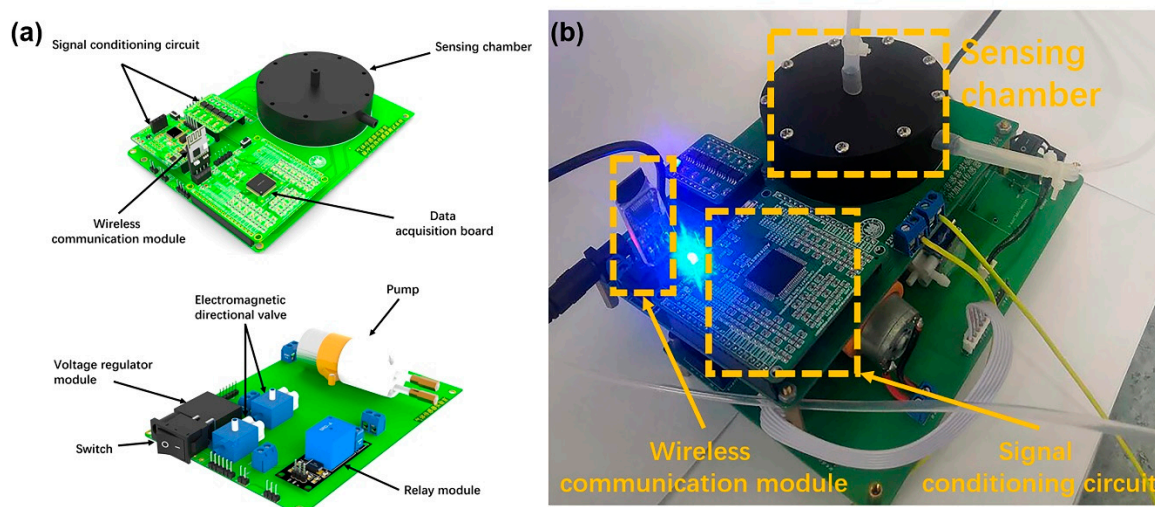 (a)
Signal conditioning
circuit
Sensing chamber
Wireless
communication module
Data
acquisition board
Electromagnetic
directional valve
Pump
Voltage regulator
module
Switch
Relay module
(b)
Sensing
chamber
Wireless
communication module
Signal
conditioning circuit